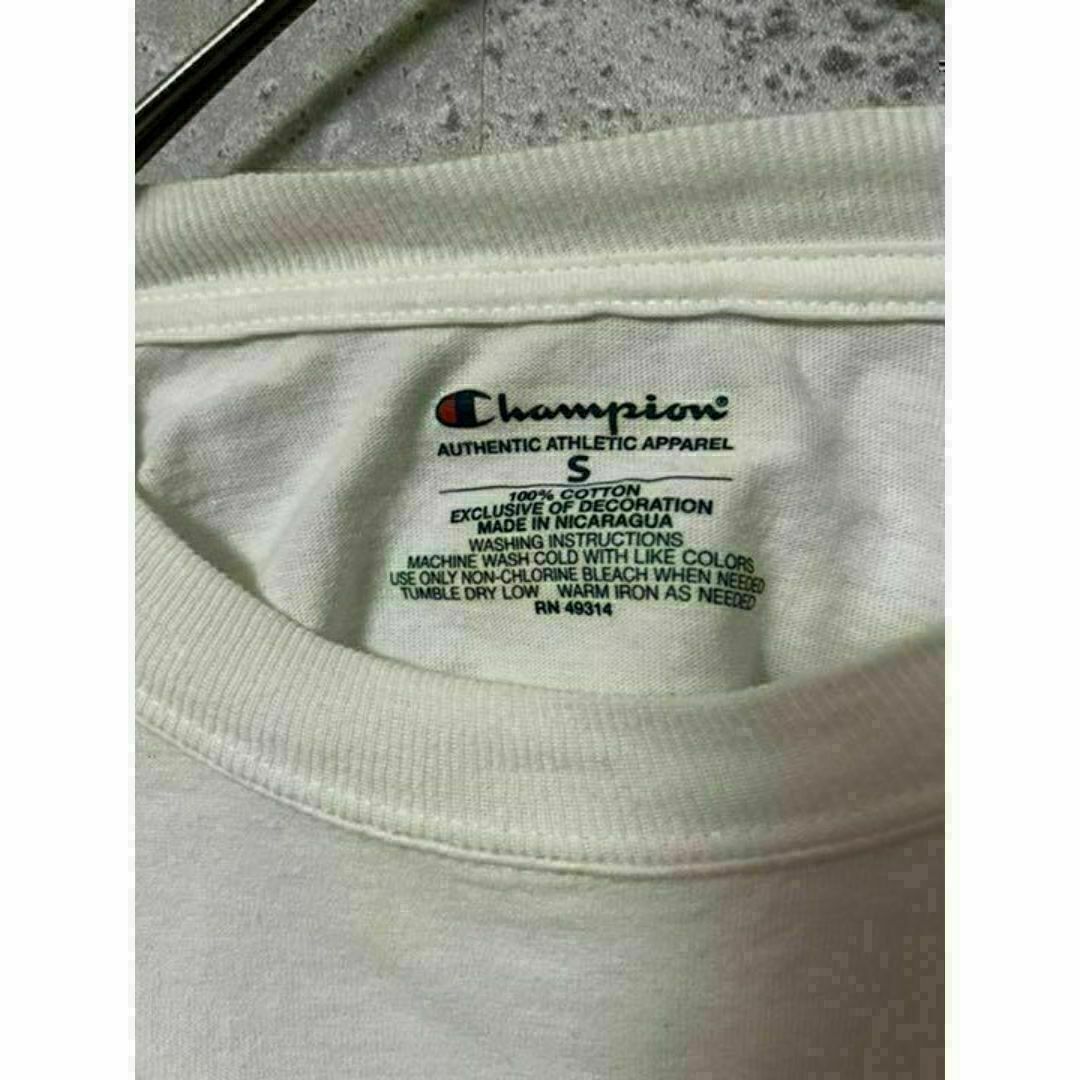 Champion®
AUTHENTIC ATHLETIC APPAREL
S
100% COTTON
EXCLUSIVE OF DECORATION
MADE IN NICARAGUA
WASHING INSTRUCTIONS
MACHINE WASH COLD WITH LIKE COLORS
USE ONLY NON-CHLORINE BLEACH WHEN NEEDED
TUMBLE DRY LOW WARM IRON AS NEEDED
RN 49314